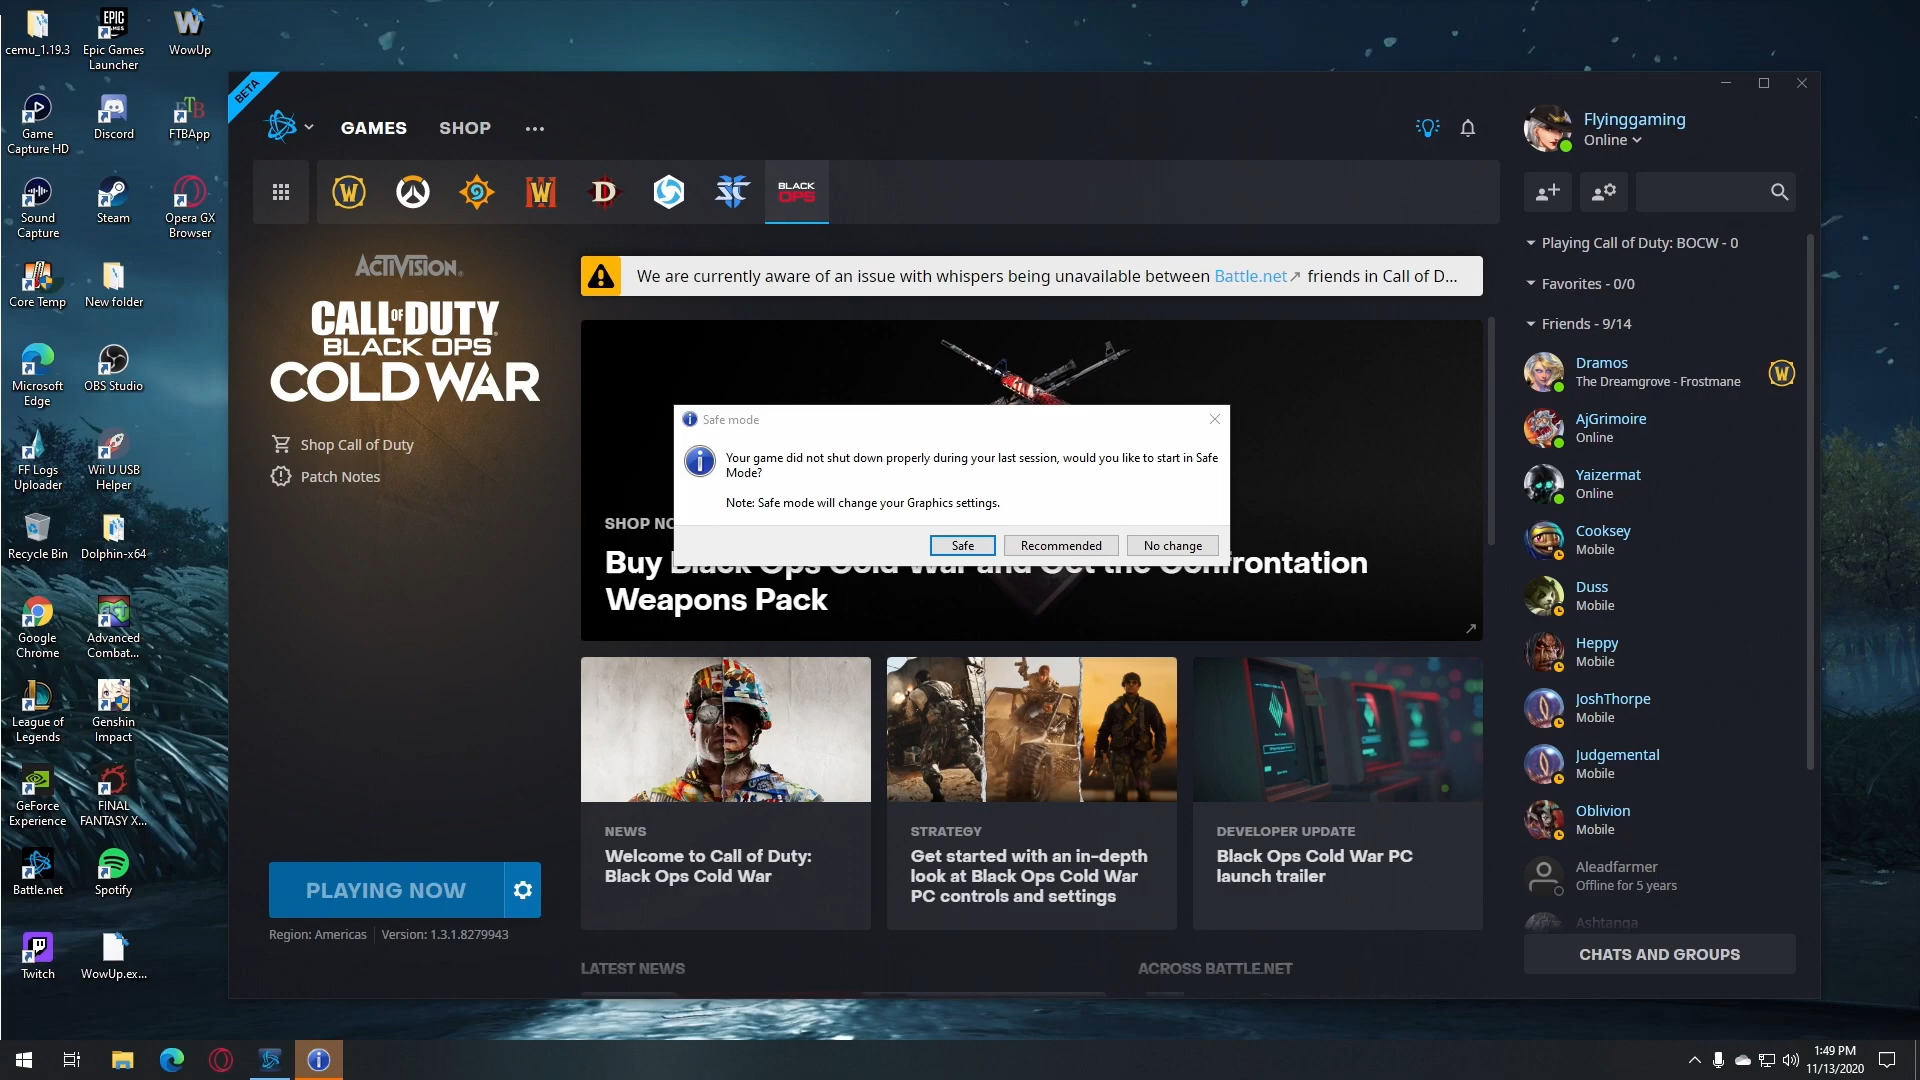 cemu_1.19.3
Epic Games
Launcher
WowUp
Game
Capture HD
Discord
FTBApp
Sound
Capture
Steam
Opera GX
Browser
Core Temp
New folder
Microsoft
Edge
OBS Studio
FF Logs
Uploader
Wii U USB
Helper
Recycle Bin
Dolphin-x64
Google
Chrome
Advanced
Combat...
League of
Legends
Genshin
Impact
GeForce
Experience
FINAL
FANTASY X...
Battle.net
Spotify
Twitch
WowUp.ex...
BETA
GAMES
SHOP
BLACK
OPS
ACTIVISION
CALL OF DUTY
BLACK OPS
COLD WAR
Shop Call of Duty
Patch Notes
PLAYING NOW
Region: Americas
Version: 1.3.1.8279943
We are currently aware of an issue with whispers being unavailable between Battle.net friends in Call of D...
Safe mode
Your game did not shut down properly during your last session, would you like to start in Safe
Mode?
Note: Safe mode will change your Graphics settings.
Safe
Recommended
No change
SHOP NO
Buy Black Ops Cold War and Get the Confrontation
Weapons Pack
NEWS
Welcome to Call of Duty:
Black Ops Cold War
STRATEGY
Get started with an in-depth
look at Black Ops Cold War
PC controls and settings
DEVELOPER UPDATE
Black Ops Cold War PC
launch trailer
LATEST NEWS
ACROSS BATTLE.NET
Flyinggaming
Online
Playing Call of Duty: BOCW - 0
Favorites - 0/0
Friends - 9/14
Dramos
The Dreamgrove - Frostmane
AjGrimoire
Online
Yaizermat
Online
Cooksey
Mobile
Duss
Mobile
Heppy
Mobile
JoshThorpe
Mobile
Judgemental
Mobile
Oblivion
Mobile
Aleadfarmer
Offline for 5 years
Ashtanga
CHATS AND GROUPS
1:49 PM
11/13/2020